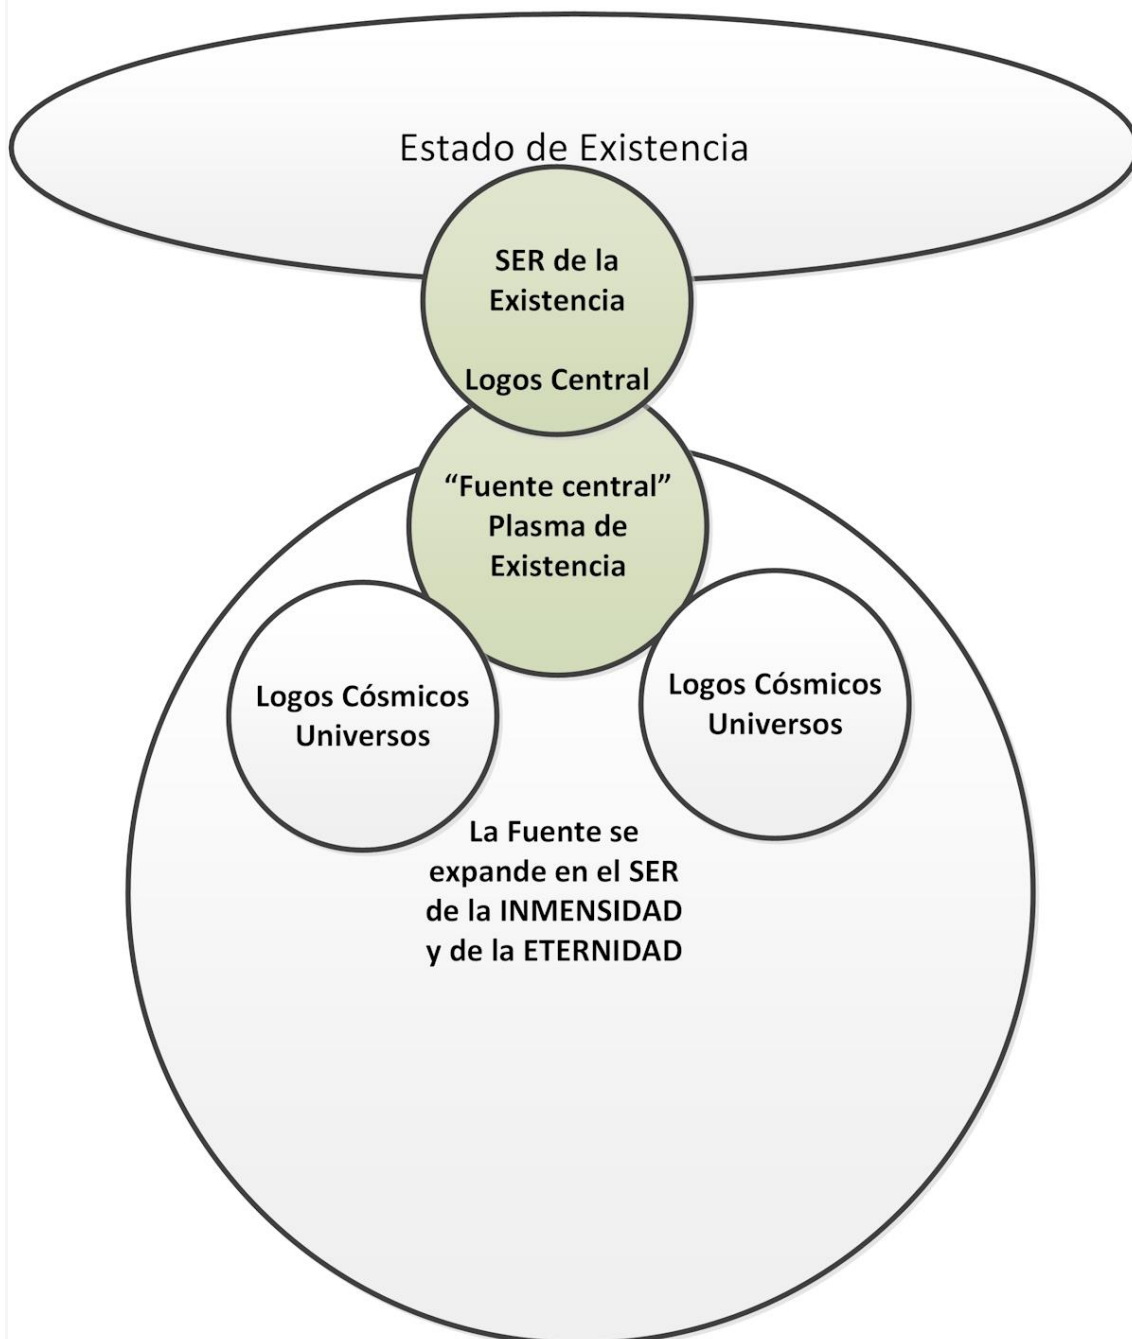 Estado de Existencia
SER de la
Existencia
Logos Central
“Fuente central”
Plasma de
Existencia
Logos Cósmicos
Universos
Logos Cósmicos
Universos
La Fuente se
expande en el SER
de la INMENSIDAD
y de la ETERNIDAD